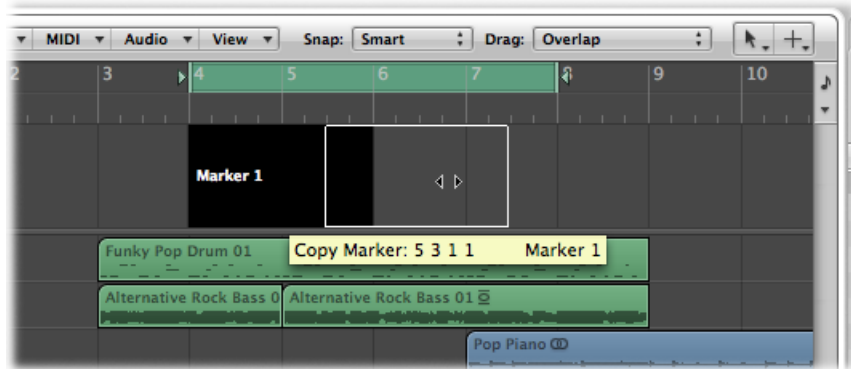 MIDI Audio View Snap: Smart Drag: Overlap
2 3 4 5 6 7 8 9 10
Marker 1
Funky Pop Drum 01 Copy Marker: 5 3 1 1 Marker 1
Alternative Rock Bass 0 Alternative Rock Bass 01
Pop Piano